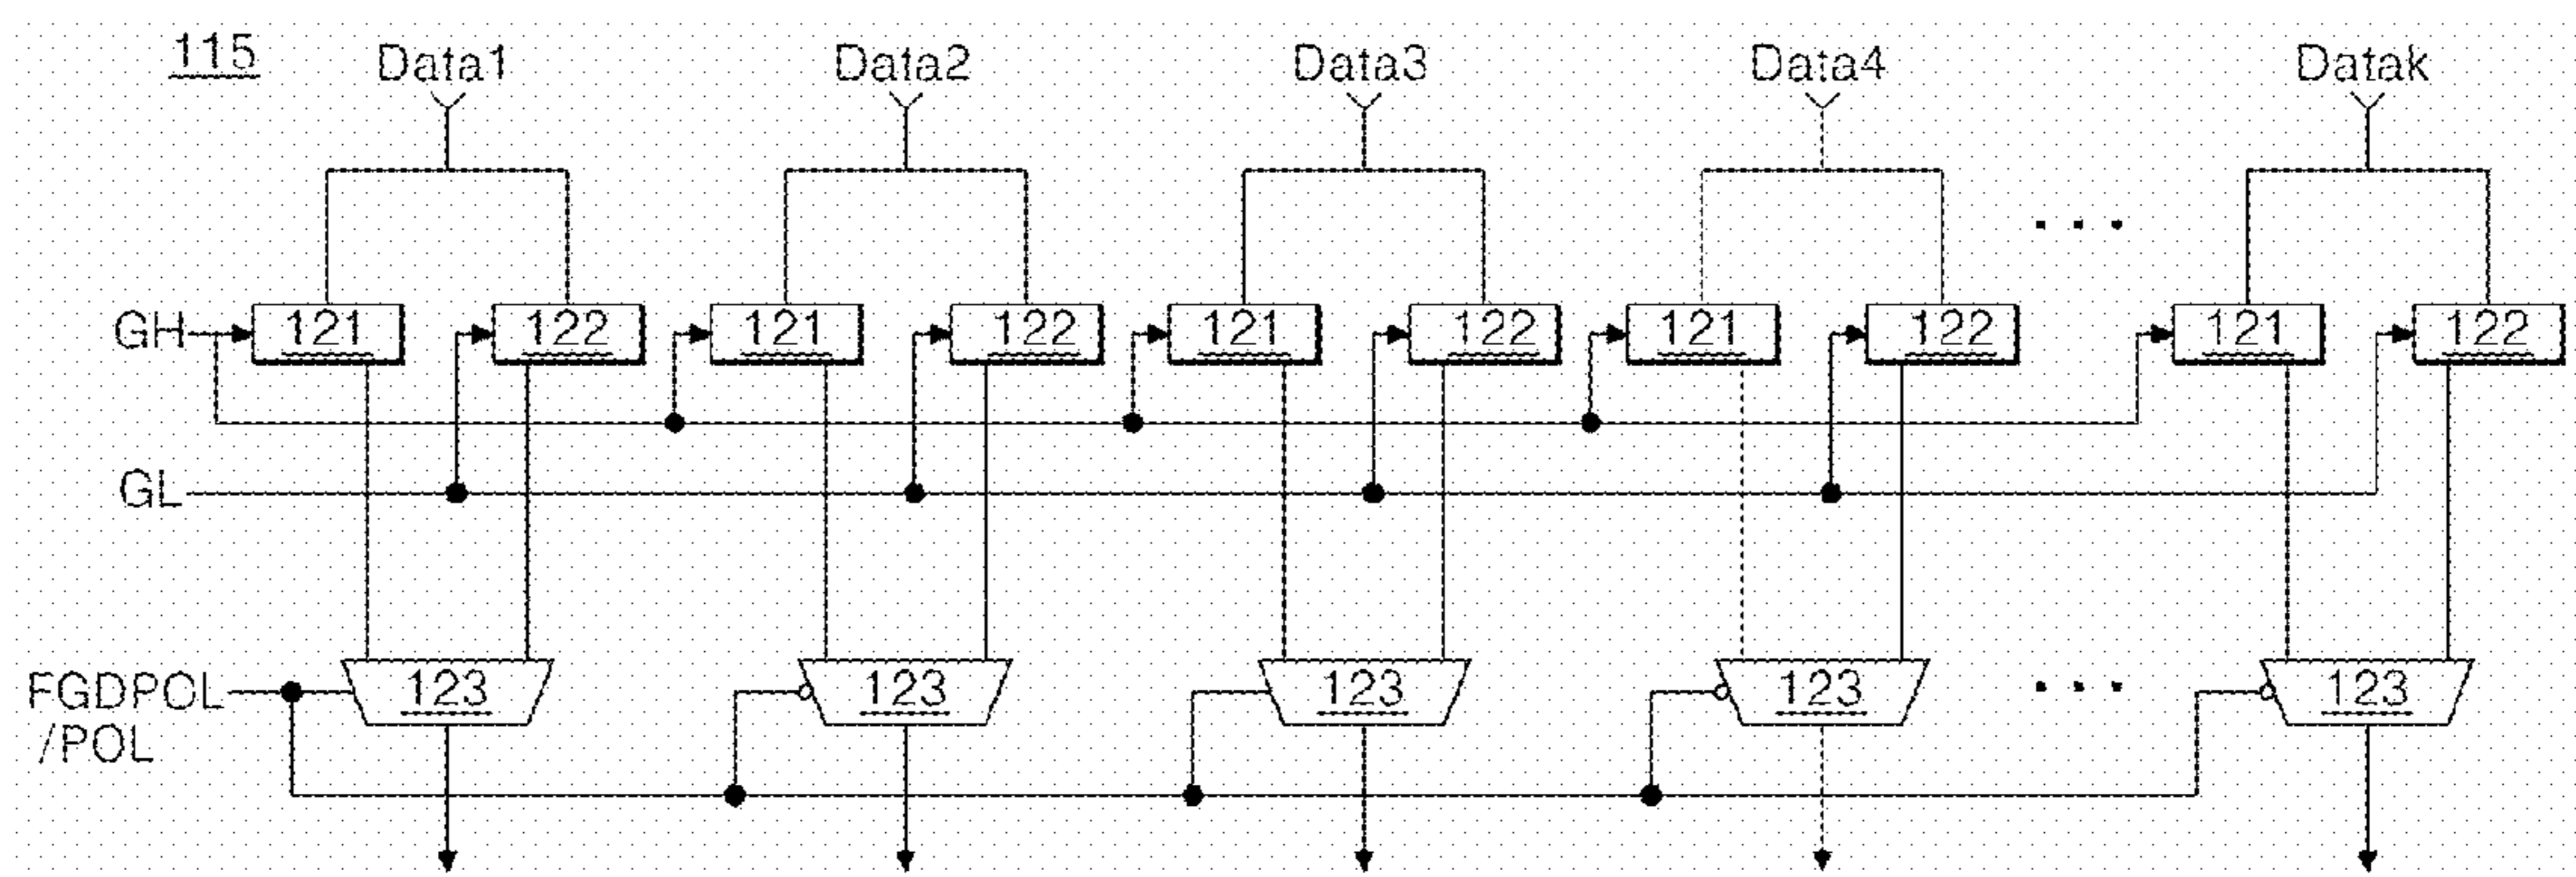 115 Data1 Data2 Data3 Data4 Datak
. . .
GH 121 122 121 122 121 122 121 122 121 122
GL
FGDPOL 123 123 123 123 . . . 123
/POL